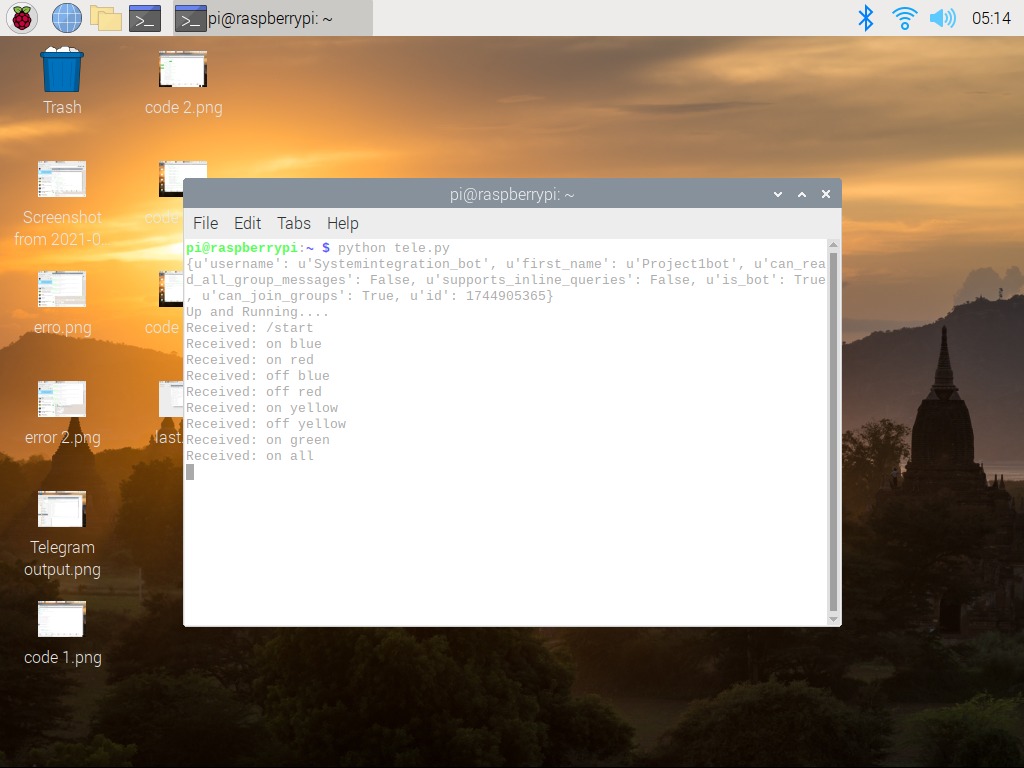 pi@raspberrypi: ~
05:14
Trash
code 2.png
Screenshot
from 2021-0
code
erro.png
code
error 2.png
last.
Telegram
output.png
code 1.png
pi@raspberrypi: ~
File Edit Tabs Help
pi@raspberrypi:~ $ python tele.py
{u'username': u'Systemintegration_bot', u'first_name': u'Project1bot', u'can_rea
d_all_group_messages': False, u'supports_inline_queries': False, u'is_bot': True
, u'can_join_groups': True, u'id': 1744905365}
Up and Running....
Received: /start
Received: on blue
Received: on red
Received: off blue
Received: off red
Received: on yellow
Received: off yellow
Received: on green
Received: on all